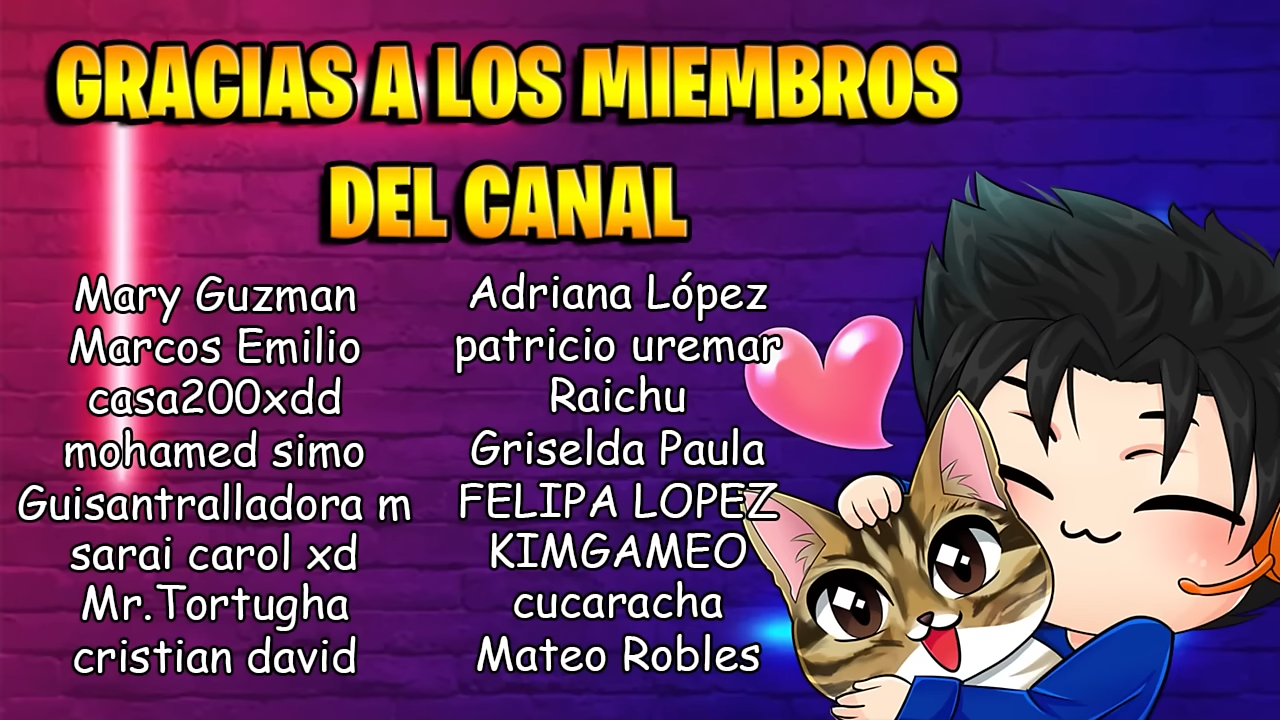 GRACIAS A LOS MIEMBROS
DEL CANAL
Mary Guzman
Marcos Emilio
casa200xdd
mohamed simo
Guisantralladora m
sarai carol xd
Mr.Tortugha
cristian david
Adriana López
patricio uremar
Raichu
Griselda Paula
FELIPA LOPEZ
KIMGAMEO
cucaracha
Mateo Robles